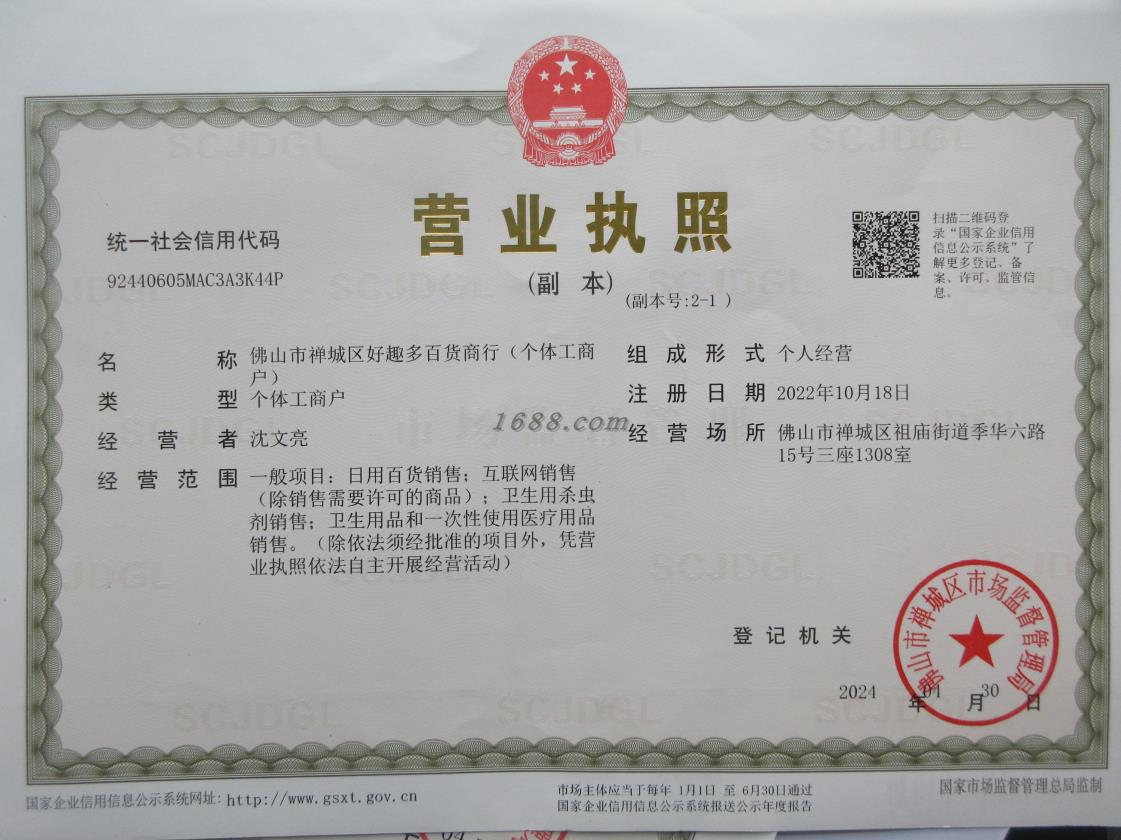 营业执照
(副 本)
(副本号:2-1 )
统一社会信用代码
92440605MAC3A3K44P
扫描二维码登
录“国家企业信用
信息公示系统”了
解更多登记、备
案、许可、监管信
息。
名 称 佛山市禅城区好趣多百货商行（个体工商
户）
类 型 个体工商户
经 营 者 沈文亮
经 营 范 围 一般项目：日用百货销售；互联网销售
（除销售需要许可的商品）；卫生用杀虫
剂销售；卫生用品和一次性使用医疗用品
销售。（除依法须经批准的项目外，凭营
业执照依法自主开展经营活动）
组 成 形 式 个人经营
注 册 日 期 2022年10月18日
经 营 场 所 佛山市禅城区祖庙街道季华六路
15号三座1308室
1688.com
登 记 机 关
佛山市禅城区市场监督管理局
2024 年 01 月 30 日
国家企业信用信息公示系统网址：http://www.gsxt.gov.cn
市场主体应当于每年 1月1日 至 6月30日通过
国家企业信用信息公示系统报送公示年度报告
国家市场监督管理总局监制
SCJDGL